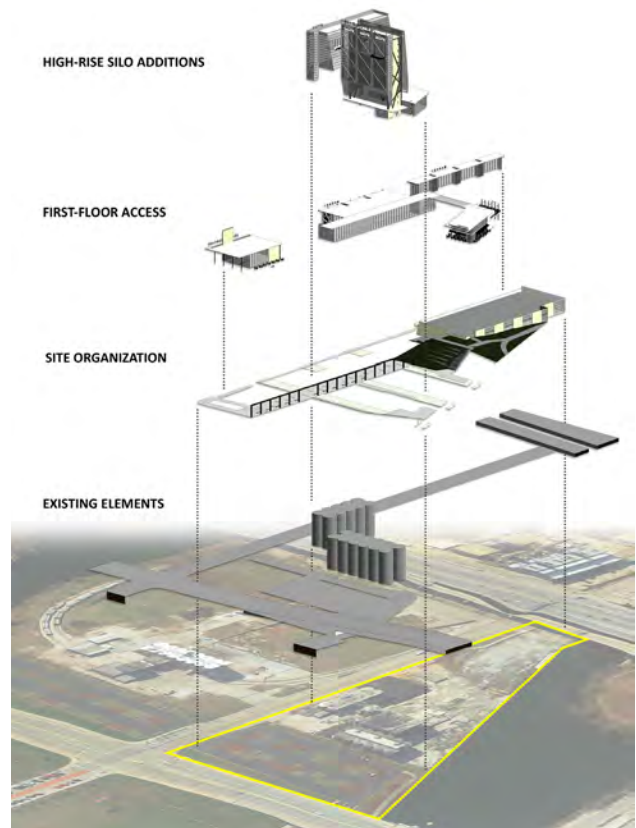 HIGH-RISE SILO ADDITIONS
FIRST-FLOOR ACCESS
SITE ORGANIZATION
EXISTING ELEMENTS